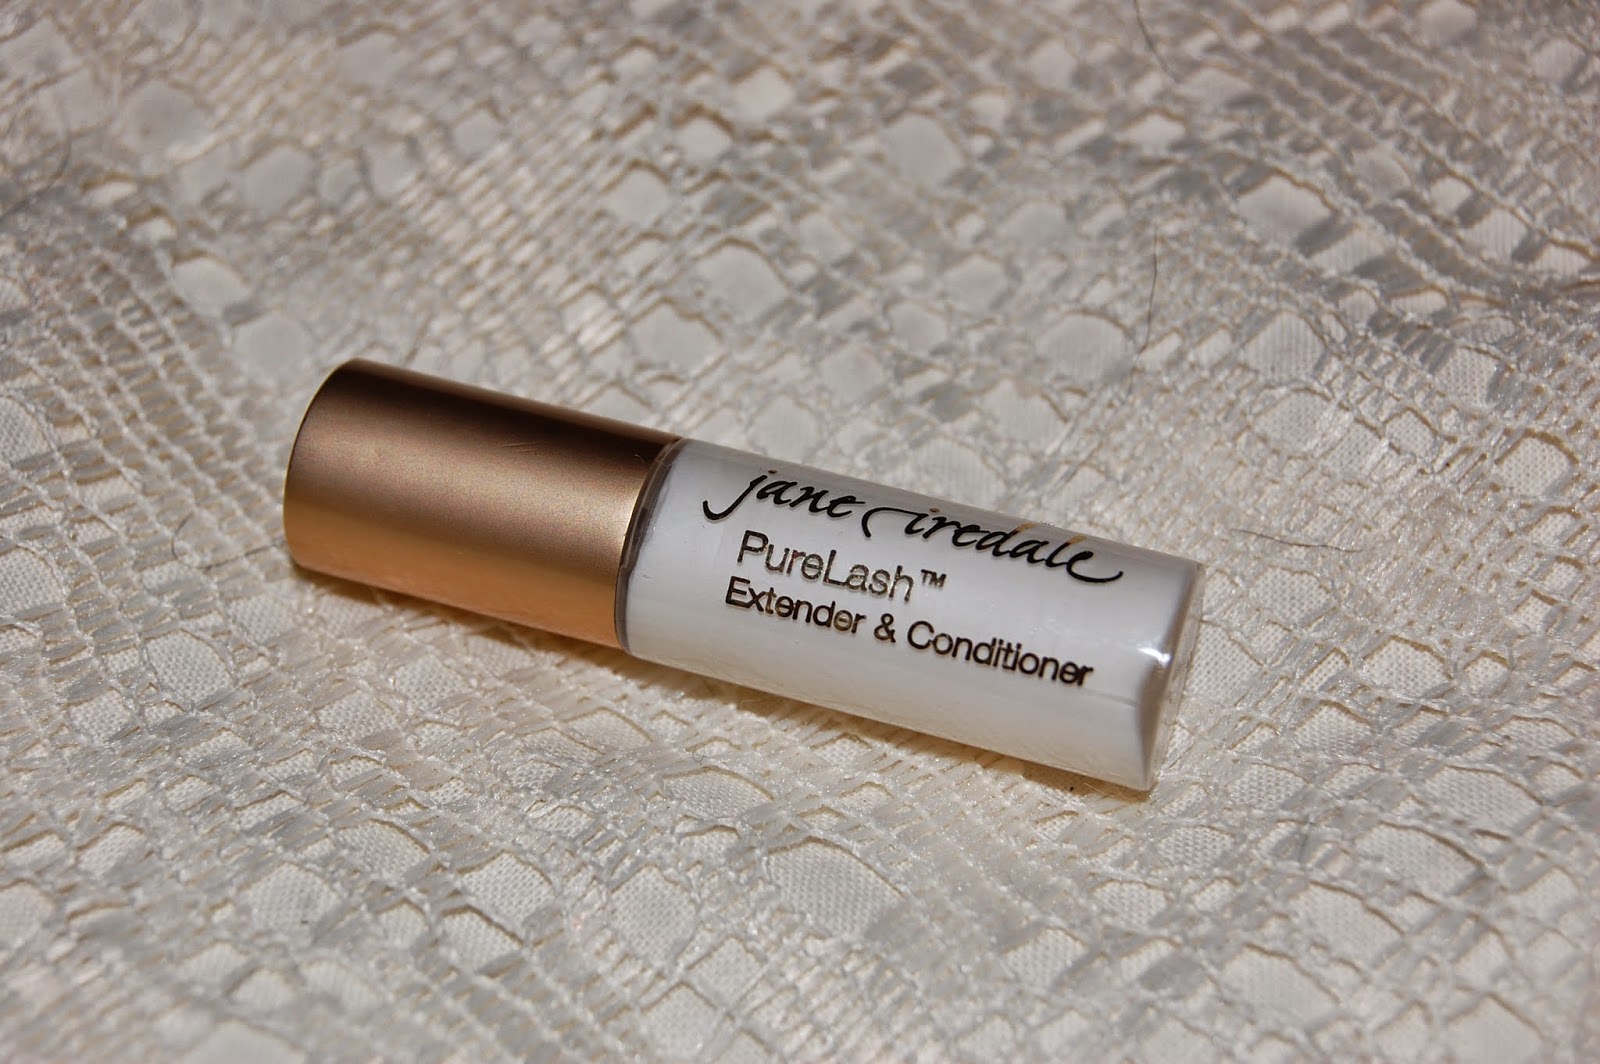 jane iredale
PureLash™
Extender & Conditioner